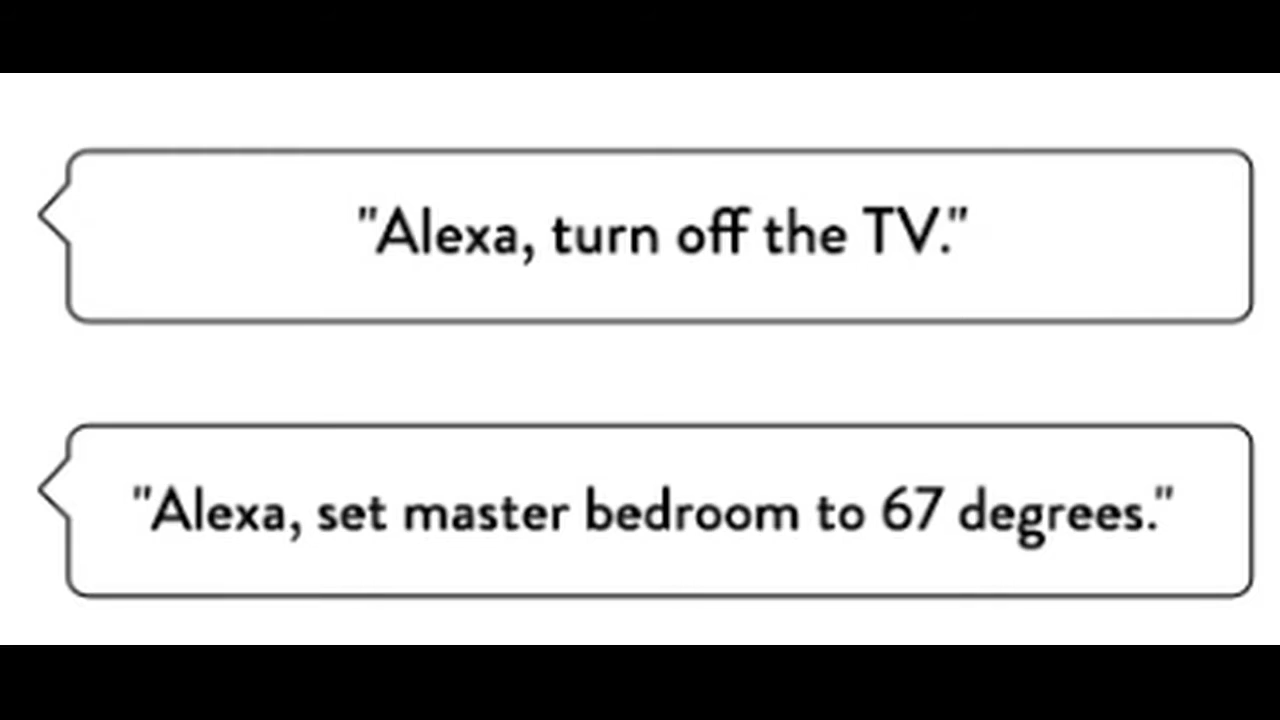 "Alexa, turn off the TV."
"Alexa, set master bedroom to 67 degrees."